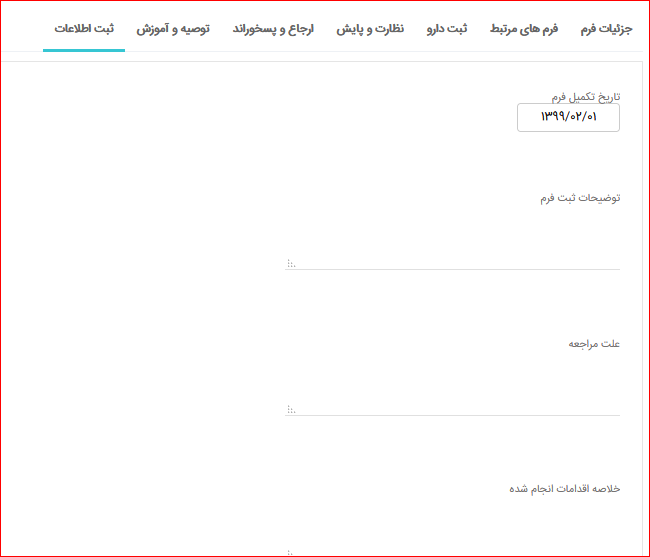 جزئیات فرم فرم های مرتبط ثبت دارو نظارت و پایش ارجاع و پسخوراند توصیه و آموزش ثبت اطلاعات
تاریخ تکمیل فرم
۱۳۹۹/۰۲/۰۱
توضیحات ثبت فرم
علت مراجعه
خلاصه اقدامات انجام شده